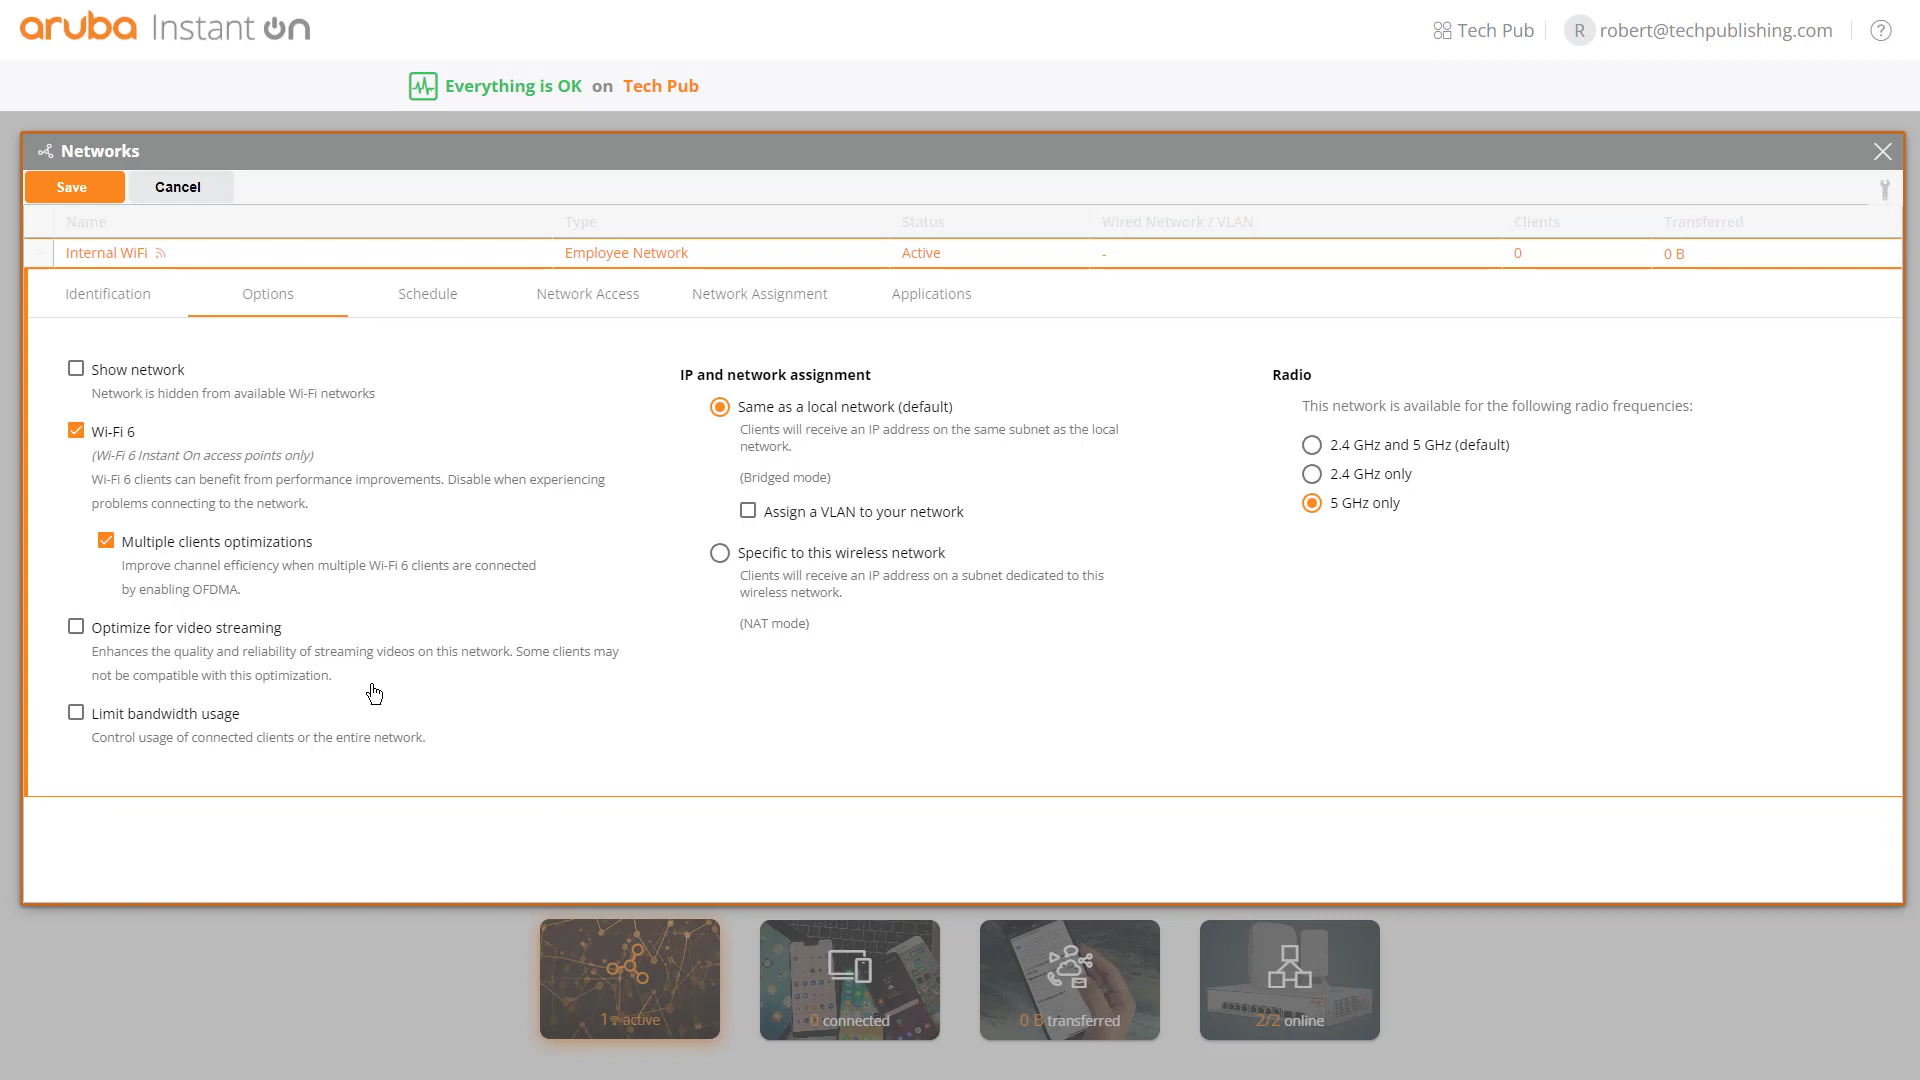 aruba Instant On
Tech Pub
R robert@techpublishing.com
?
Everything is OK on Tech Pub
Networks
Save Cancel
Name Type Status Wired Network / VLAN Clients Transferred
Internal WiFi Employee Network Active - 0 0 B
Identification Options Schedule Network Access Network Assignment Applications
Show network
Network is hidden from available Wi-Fi networks
Wi-Fi 6
(Wi-Fi 6 Instant On access points only)
Wi-Fi 6 clients can benefit from performance improvements. Disable when experiencing
problems connecting to the network.
Multiple clients optimizations
Improve channel efficiency when multiple Wi-Fi 6 clients are connected
by enabling OFDMA.
Optimize for video streaming
Enhances the quality and reliability of streaming videos on this network. Some clients may
not be compatible with this optimization.
Limit bandwidth usage
Control usage of connected clients or the entire network.
IP and network assignment
Same as a local network (default)
Clients will receive an IP address on the same subnet as the local
network.
(Bridged mode)
Assign a VLAN to your network
Specific to this wireless network
Clients will receive an IP address on a subnet dedicated to this
wireless network.
(NAT mode)
Radio
This network is available for the following radio frequencies:
2.4 GHz and 5 GHz (default)
2.4 GHz only
5 GHz only
1 active
0 connected
0 B transferred
2/2 online